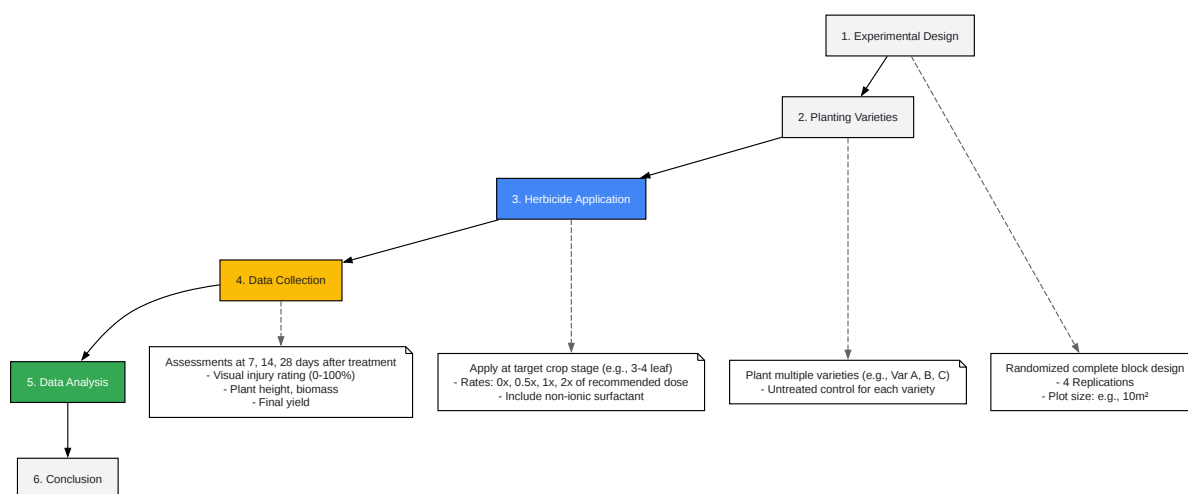 1. Experimental Design
2. Planting Varieties
3. Herbicide Application
4. Data Collection
Assessments at 7, 14, 28 days after treatment
- Visual injury rating (0-100%)
- Plant height, biomass
- Final yield
Apply at target crop stage (e.g., 3-4 leaf)
- Rates: 0x, 0.5x, 1x, 2x of recommended dose
- Include non-ionic surfactant
Plant multiple varieties (e.g., Var A, B, C)
- Untreated control for each variety
Randomized complete block design
- 4 Replications
- Plot size: e.g., 10m²
5. Data Analysis
6. Conclusion